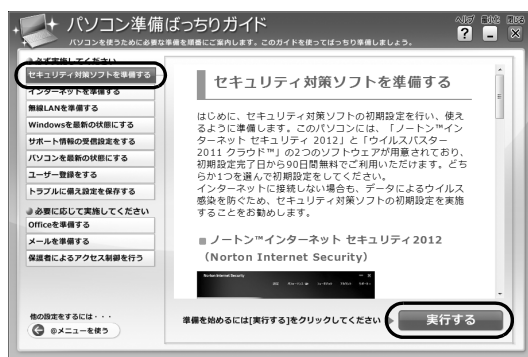 パソコン準備ばっちりガイド
パソコンを使うために必要な準備を順番にご案内します。このガイドを使ってばっちり準備しましょう。
ヘルプ 最小化 閉じる
必ず実施してください
セキュリティ対策ソフトを準備する
インターネットを準備する
無線LANを準備する
Windowsを最新の状態にする
サポート情報の受信設定をする
パソコンを最新の状態にする
ユーザー登録をする
トラブルに備え設定を保存する
必要に応じて実施してください
Officeを準備する
メールを準備する
保護者によるアクセス制御を行う
他の設定をするには・・・
@メニューを使う
セキュリティ対策ソフトを準備する
はじめに、セキュリティ対策ソフトの初期設定を行い、使え
るように準備します。このパソコンには、「ノートン™イン
ターネット セキュリティ 2012」と「ウイルスバスター
2011 クラウド™」の2つのソフトウェアが用意されており、
初期設定完了日から90日間無料でご利用いただけます。どち
らか1つを選んで初期設定をしてください。
インターネットに接続しない場合も、データによるウイルス
感染を防ぐため、セキュリティ対策ソフトの初期設定を実施
することをお勧めします。
■ ノートン™インターネット セキュリティ2012
（Norton Internet Security）
Norton Internet Security
準備を始めるには[実行する]をクリックしてください
実行する